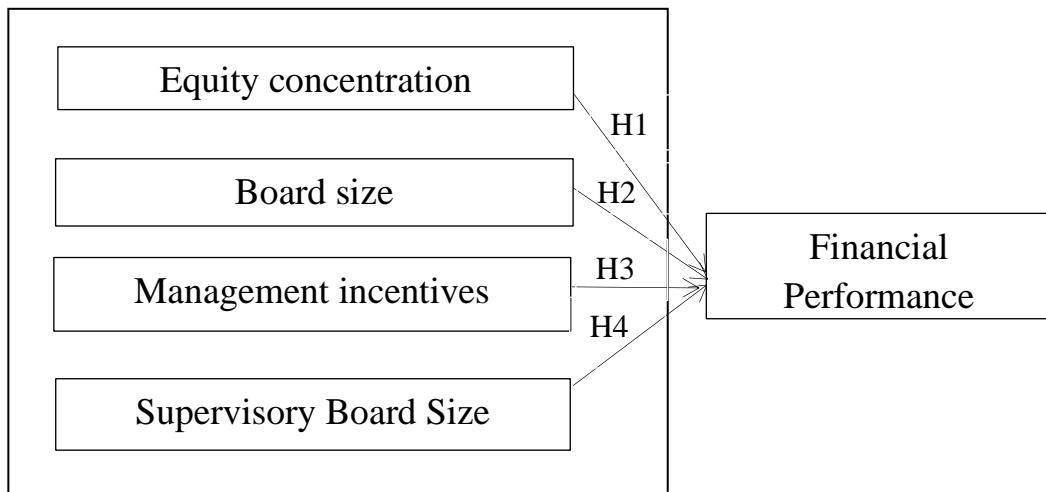 Equity concentration
H1
Board size
H2
Management incentives
H3
Supervisory Board Size
H4
Financial
Performance